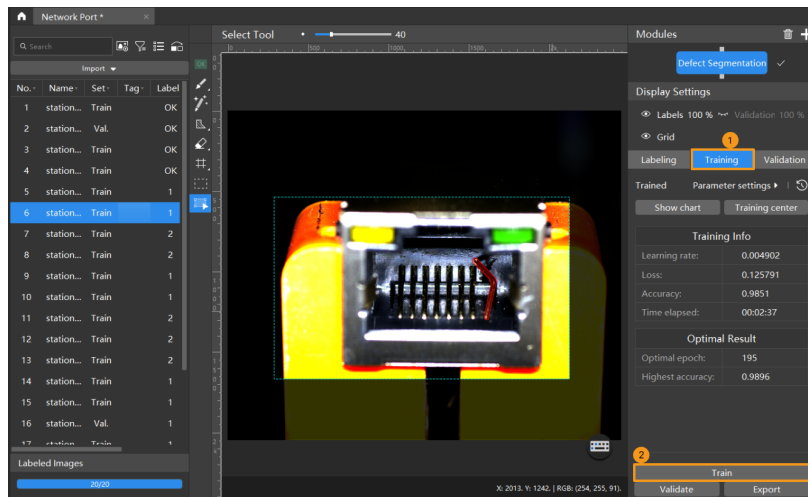 Network Port *
Select Tool
40
Modules
Search
Import
Defect Segmentation
No. Name Set Tag Label
1 station... Train OK
2 station... Val. OK
3 station... Train OK
4 station... Train OK
5 station... Train 1
6 station... Train 1
7 station... Train 2
8 station... Train 2
9 station... Train 1
10 station... Train 1
11 station... Train 2
12 station... Train 2
13 station... Train 2
14 station... Train 1
15 station... Train 1
16 station... Val. 1
17 station... Train 1
Labeled Images
20/20
OK
X: 2013, Y: 1242. | RGB: (254, 255, 91).
Display Settings
Labels 100 % Validation 100 %
Grid
1
Labeling Training Validation
Trained Parameter settings
Show chart Training center
Training Info
Learning rate: 0.004902
Loss: 0.125791
Accuracy: 0.9851
Time elapsed: 00:02:37
Optimal Result
Optimal epoch: 195
Highest accuracy: 0.9896
2
Train
Validate Export